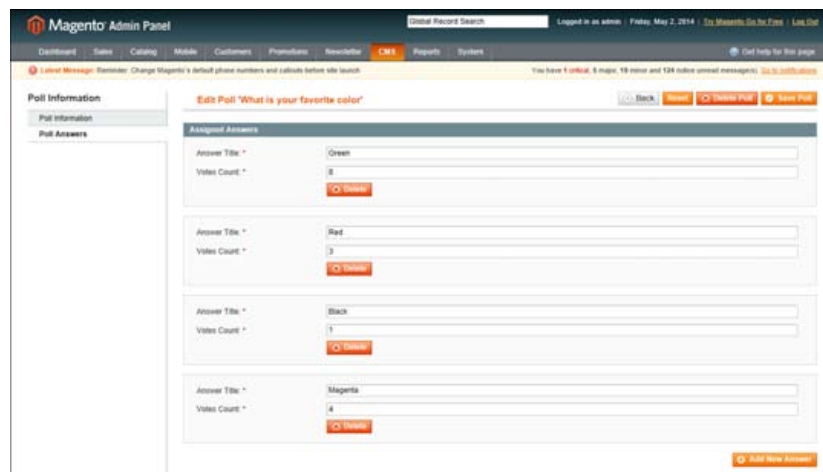 Magento Admin Panel
Global Record Search
Logged in as admin | Friday, May 2, 2014 | Try Magento Go for Free | Log Out
Dashboard Sales Catalog Mobile Customers Promotions Newsletter CMS Reports System
Get help for this page
Latest Message: Reminder: Change Magento's default phone numbers and callouts before site launch
You have 1 critical, 5 major, 19 minor and 124 notice unread message(s). Go to notifications
Poll Information
Poll Information
Poll Answers
Edit Poll 'What is your favorite color'
Back Reset Delete Poll Save Poll
Assigned Answers
Answer Title: * Green
Votes Count: * 8
Delete
Answer Title: * Red
Votes Count: * 3
Delete
Answer Title: * Black
Votes Count: * 1
Delete
Answer Title: * Magenta
Votes Count: * 4
Delete
Add New Answer